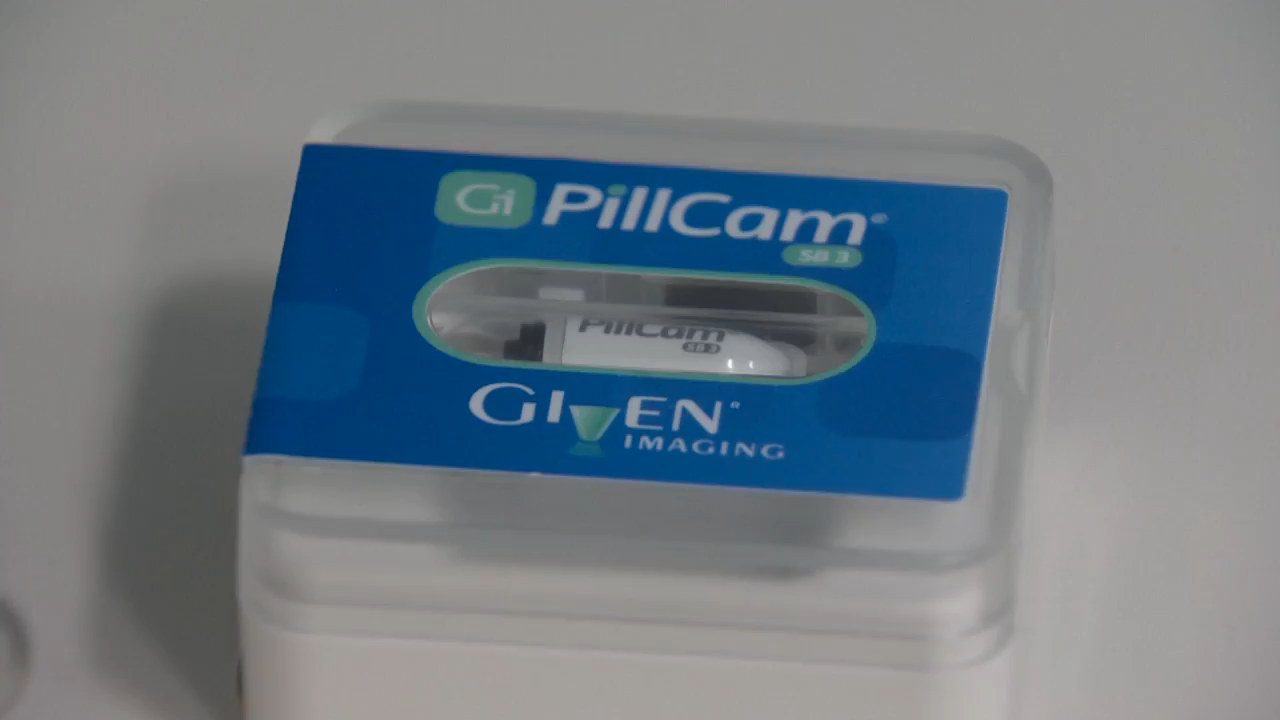 Gi PillCam®
SB 3
PillCam
SB 3
GIVEN®
IMAGING